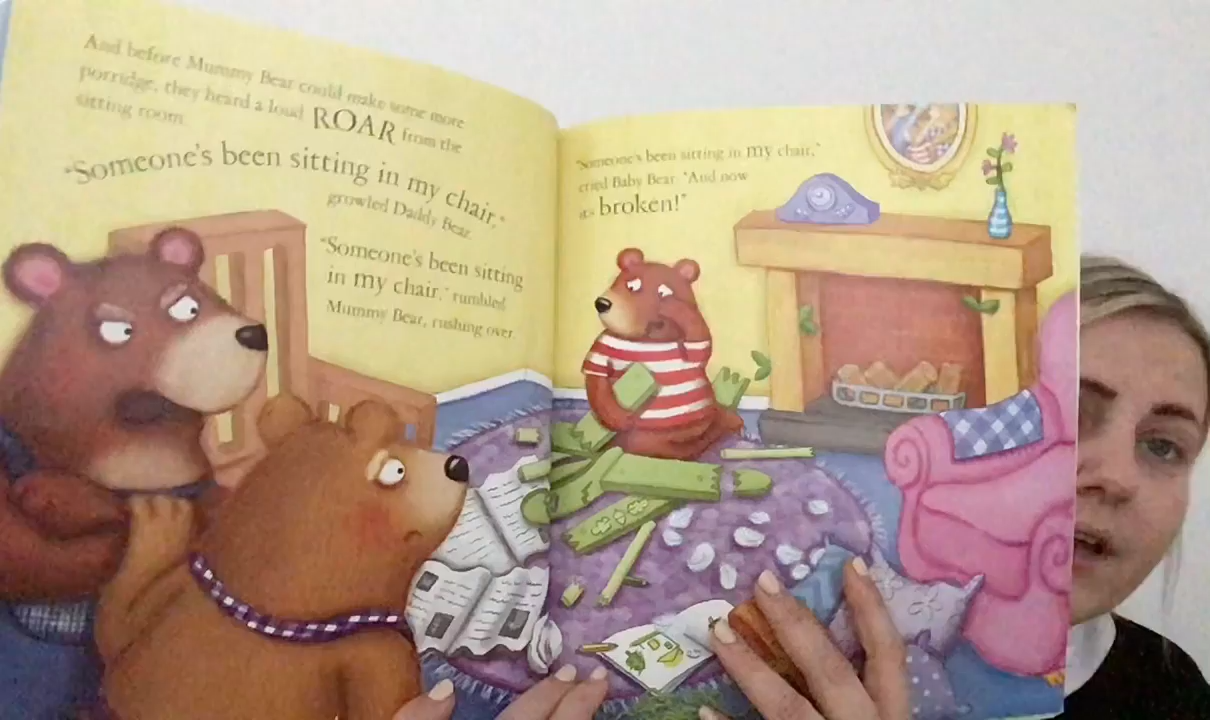 And before Mummy Bear could make some more
porridge, they heard a loud ROAR from the
sitting room.
"Someone's been sitting in my chair,"
growled Daddy Bear.
"Someone's been sitting
in my chair," rumbled
Mummy Bear, rushing over.
"Someone's been sitting in my chair,"
cried Baby Bear. "And now
it's broken!"